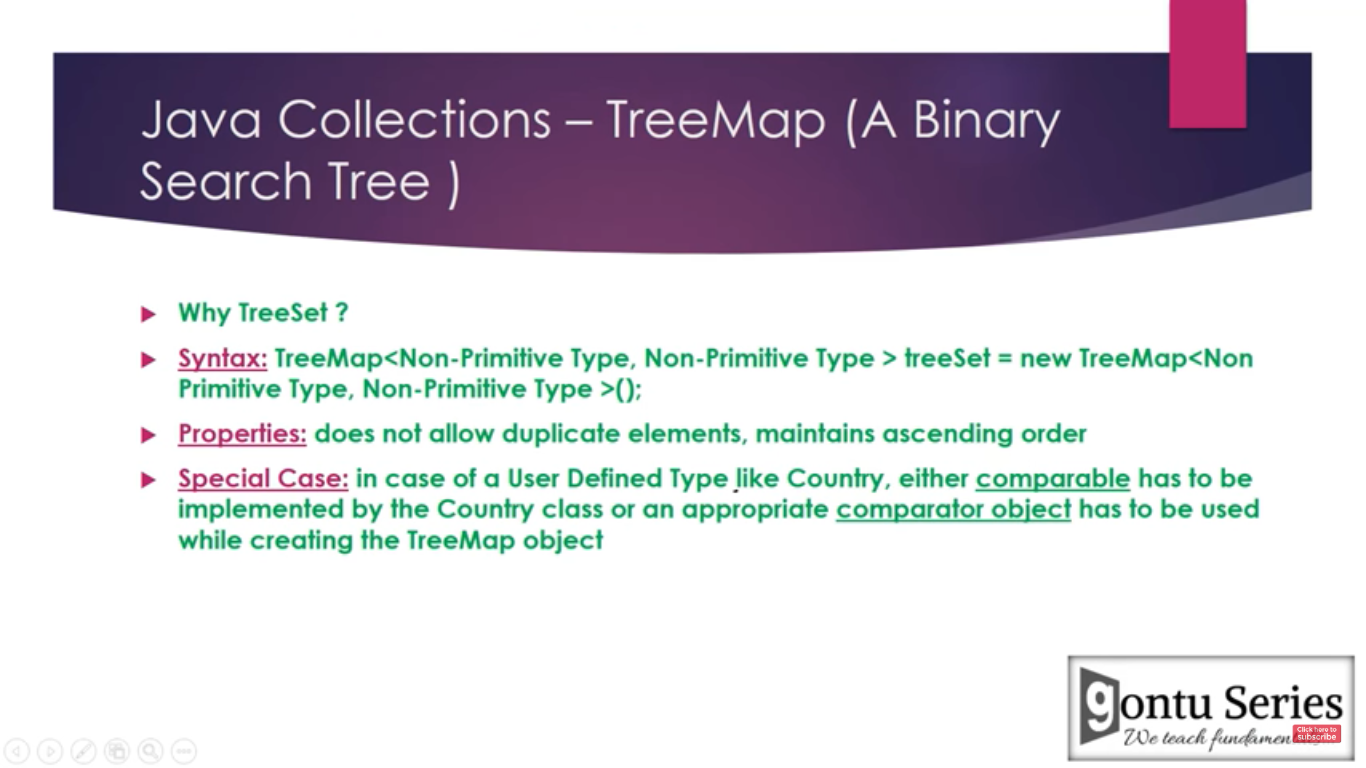 Java Collections – TreeMap (A Binary
Search Tree )
Why TreeSet ?
Syntax: TreeMap<Non-Primitive Type, Non-Primitive Type > treeSet = new TreeMap<Non
Primitive Type, Non-Primitive Type >();
Properties: does not allow duplicate elements, maintains ascending order
Special Case: in case of a User Defined Type like Country, either comparable has to be
implemented by the Country class or an appropriate comparator object has to be used
while creating the TreeMap object
gontu Series
We teach
Click here to
subscribe